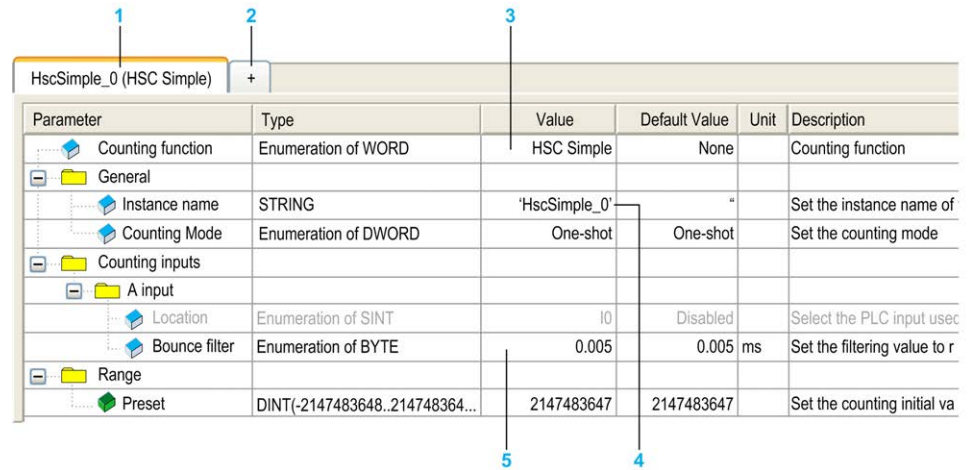 1 2 3
HscSimple_0 (HSC Simple) +
Parameter Type Value Default Value Unit Description
Counting function Enumeration of WORD HSC Simple None Counting function
General
Instance name STRING 'HscSimple_0' “ Set the instance name of
Counting Mode Enumeration of DWORD One-shot One-shot Set the counting mode
Counting inputs
A input
Location Enumeration of SINT I0 Disabled Select the PLC input used
Bounce filter Enumeration of BYTE 0.005 0.005 ms Set the filtering value to r
Range
Preset DINT(-2147483648..214748364... 2147483647 2147483647 Set the counting initial va
5 4